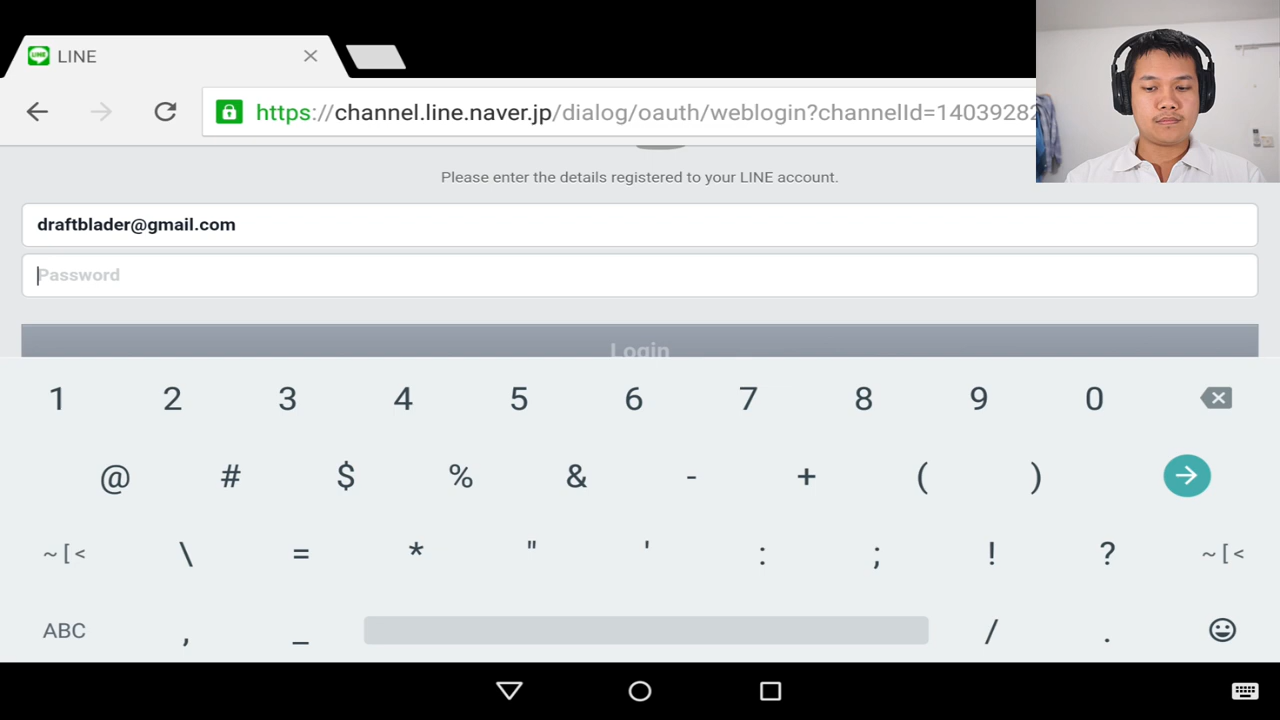 LINE
https://channel.line.naver.jp/dialog/oauth/weblogin?channelId=14039282
Please enter the details registered to your LINE account.
draftblader@gmail.com
Password
Login
1 2 3 4 5 6 7 8 9 0
@ # $ % & - + ( )
~[< \ = * " ' : ; ! ? ~[<
ABC , _ / .